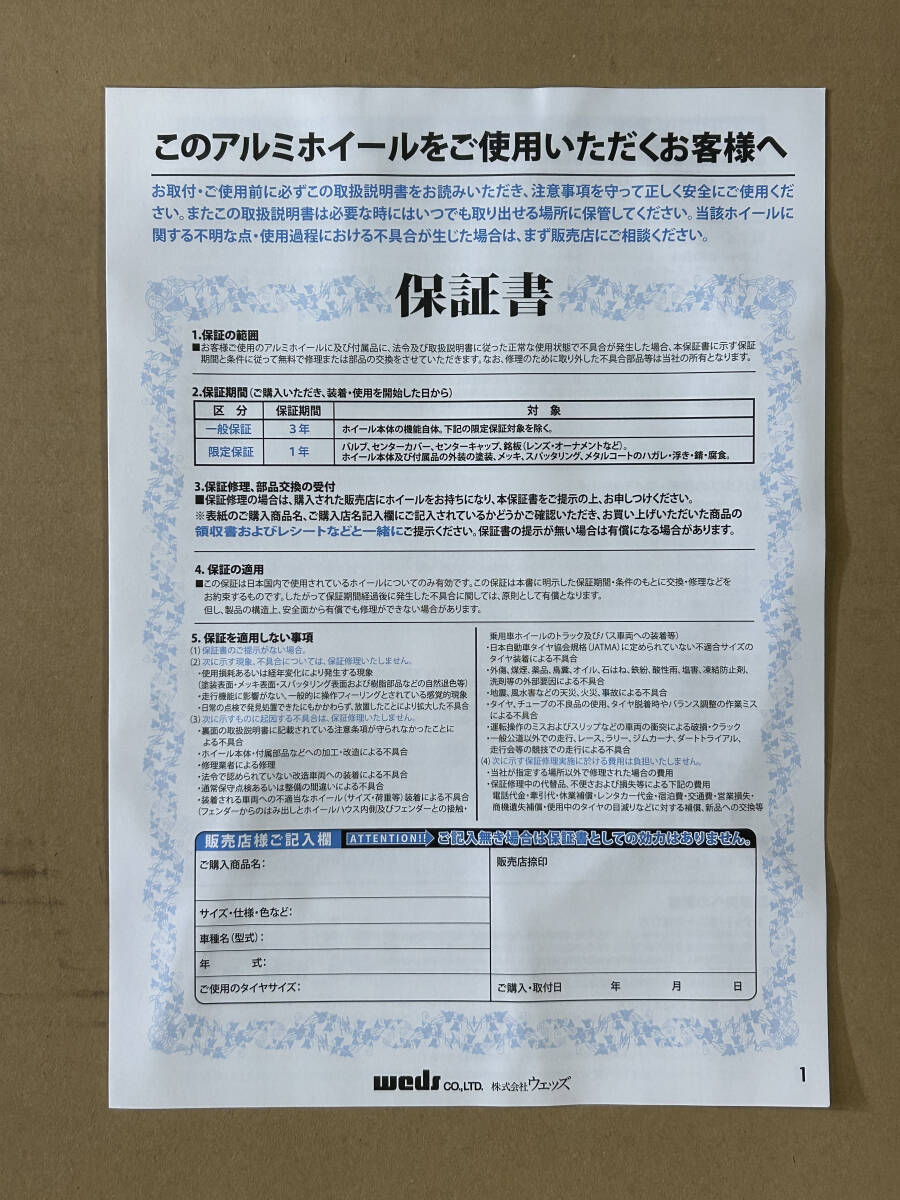 このアルミホイールをご使用いただくお客様へ
お取付・ご使用前に必ずこの取扱説明書をお読みいただき、注意事項を守って正しく安全にご使用くだ
さい。またこの取扱説明書は必要な時にはいつでも取り出せる場所に保管してください。当該ホイールに
関する不明な点・使用過程における不具合が生じた場合は、まず販売店にご相談ください。
保証書
1.保証の範囲
■お客様ご使用のアルミホイールに及び付属品に、法令及び取扱説明書に従った正常な使用状態で不具合が発生した場合、本保証書に示す保証
期間と条件に従って無料で修理または部品の交換をさせていただきます。なお、修理のために取り外した不具合部品等は当社の所有となります。
2.保証期間(ご購入いただき、装着・使用を開始した日から)
区 分 保証期間 対 象
一般保証 3年 ホイール本体の機能自体。下記の限定保証対象を除く。
限定保証 1年 バルブ、センターカバー、センターキャップ、銘板(レンズ・オーナメントなど)。
ホイール本体及び付属品の外装の塗装、メッキ、スパッタリング、メタルコートのハガレ・浮き・錆・腐食。
3.保証修理、部品交換の受付
■保証修理の場合は、購入された販売店にホイールをお持ちになり、本保証書をご提示の上、お申しつけください。
※表紙のご購入商品名、ご購入店名記入欄にご記入されているかどうかご確認いただき、お買い上げいただいた商品の
領収書およびレシートなどと一緒にご提示ください。保証書の提示が無い場合は有償になる場合があります。
4. 保証の適用
■この保証は日本国内で使用されているホイールについてのみ有効です。この保証は本書に明示した保証期間・条件のもとに交換・修理などを
お約束するものです。したがって保証期間経過後に発生した不具合に関しては、原則として有償となります。
但し、製品の構造上、安全面から有償でも修理ができない場合があります。
5. 保証を適用しない事項
(1) 保証書のご提示がない場合。
(2) 次に示す現象、不具合については、保証修理いたしません。
・使用損耗あるいは経年変化により発生する現象
(塗装表面・メッキ表面・スパッタリング表面および樹脂部品などの自然退色等)
・走行機能に影響がない、一般的に操作フィーリングとされている感覚的現象
・日常の点検で発見処置できたにもかかわらず、放置したことにより拡大した不具合
(3) 次に示すものに起因する不具合は、保証修理いたしません。
・裏面の取扱説明書に記載されている注意条項が守られなかったことに
よる不具合
・ホイール本体・付属部品などへの加工・改造による不具合
・修理業者による修理
・法令で認められていない改造車両への装着による不具合
・通常保守点検あるいは整備の間違いによる不具合
・装着される車両への不適当なホイール(サイズ・荷重等)装着による不具合
(フェンダーからのはみ出しとホイールハウス内側及びフェンダーとの接触・
乗用車ホイールのトラック及びバス車両への装着等)
・日本自動車タイヤ協会規格(JATMA)に定められていない不適合サイズの
タイヤ装着による不具合
・外傷、煤煙、薬品、鳥糞、オイル、石はね、鉄粉、酸性雨、塩害、凍結防止剤、
洗剤等の外部要因による不具合
・地震、風水害などの天災、火災、事故による不具合
・タイヤ、チューブの不良品の使用、タイヤ脱着時やバランス調整の作業ミス
による不具合
・運転操作のミスおよびスリップなどの車両の衝突による破損・クラック
・一般公道以外での走行、レース、ラリー、ジムカーナ、ダートトライアル、
走行会等の競技での走行による不具合
(4) 次に示す保証修理実施に於ける費用は負担いたしません。
・当社が指定する場所以外で修理された場合の費用
・保証修理中の代替品、不便さおよび損失等による下記の費用
電話代金・牽引代・休業補償・レンタカー代金・宿泊費・交通費・営業損失・
商機遺失補償・使用中のタイヤの目減りなどに対する補償、新品への交換等
販売店様ご記入欄 ATTENTION!! ご記入無き場合は保証書としての効力はありません。
ご購入商品名:
販売店捺印
サイズ・仕様・色など:
車種名(型式):
年 式:
ご使用のタイヤサイズ:
ご購入・取付日 年 月 日
weds CO.,LTD. 株式会社ウエッズ
1